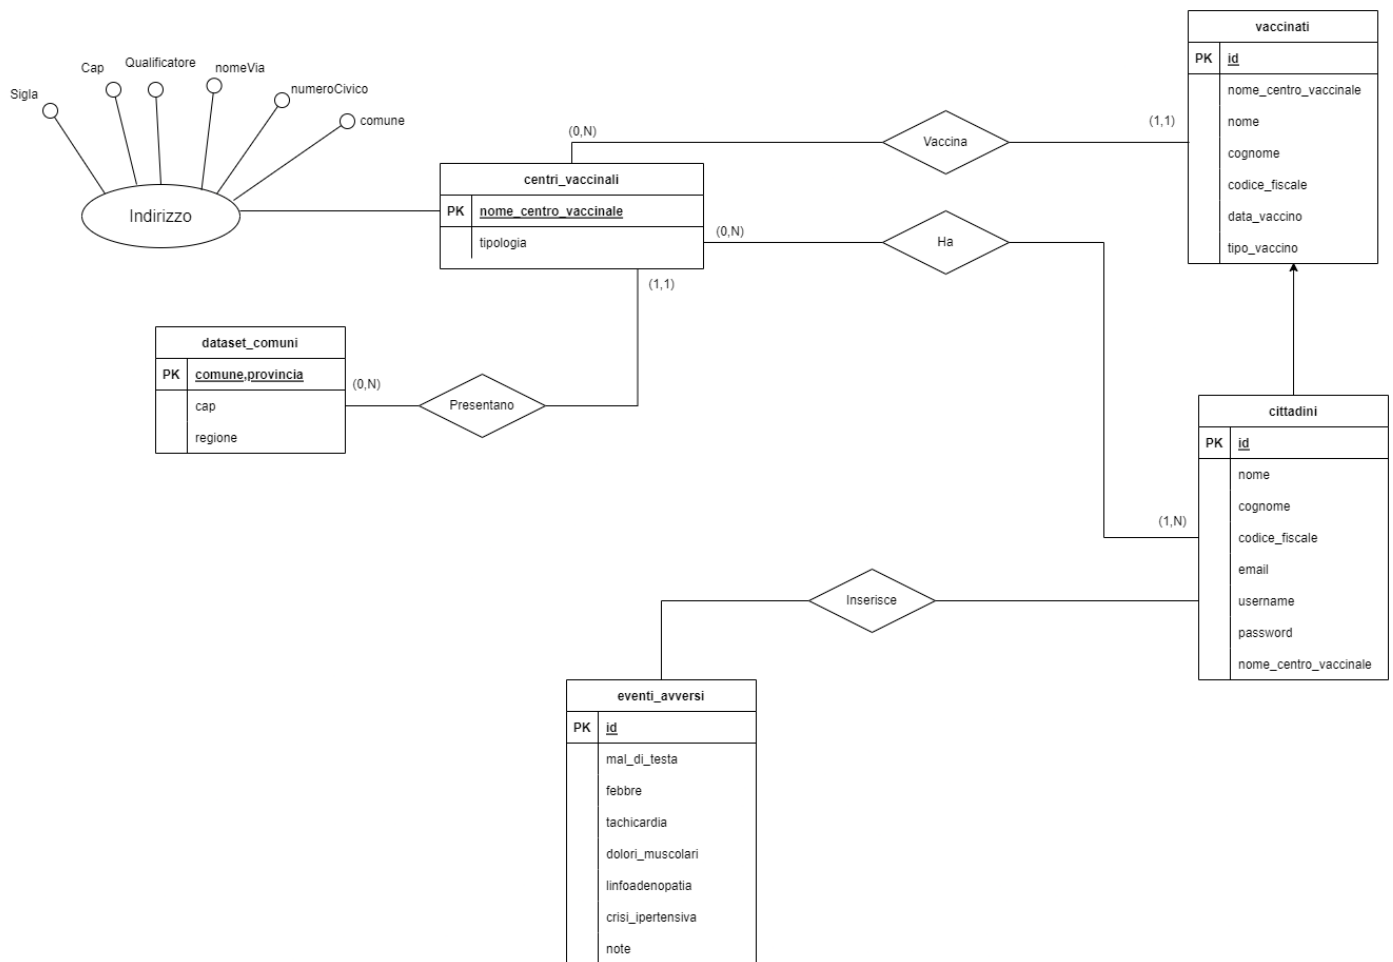 Sigla
Cap
Qualificatore
nomeVia
numeroCivico
comune
Indirizzo
centri_vaccinali
PK nome_centro_vaccinale
tipologia
(0,N)
Vaccina
(1,1)
(0,N)
Ha
(1,N)
(1,1)
vaccinati
PK id
nome_centro_vaccinale
nome
cognome
codice_fiscale
data_vaccino
tipo_vaccino
dataset_comuni
PK comune,provincia
cap
regione
(0,N)
Presentano
cittadini
PK id
nome
cognome
codice_fiscale
email
username
password
nome_centro_vaccinale
Inserisce
eventi_avversi
PK id
mal_di_testa
febbre
tachicardia
dolori_muscolari
linfoadenopatia
crisi_ipertensiva
note